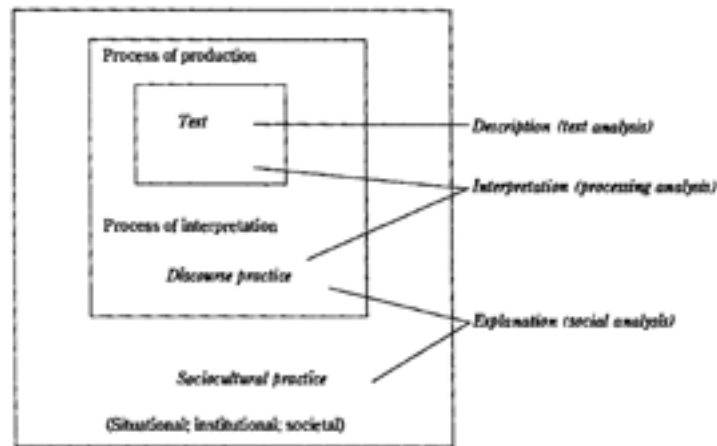 Process of production
Text
Description (text analysis)
Interpretation (processing analysis)
Process of interpretation
Discourse practice
Explanation (social analysis)
Sociocultural practice
(Situational; institutional; societal)